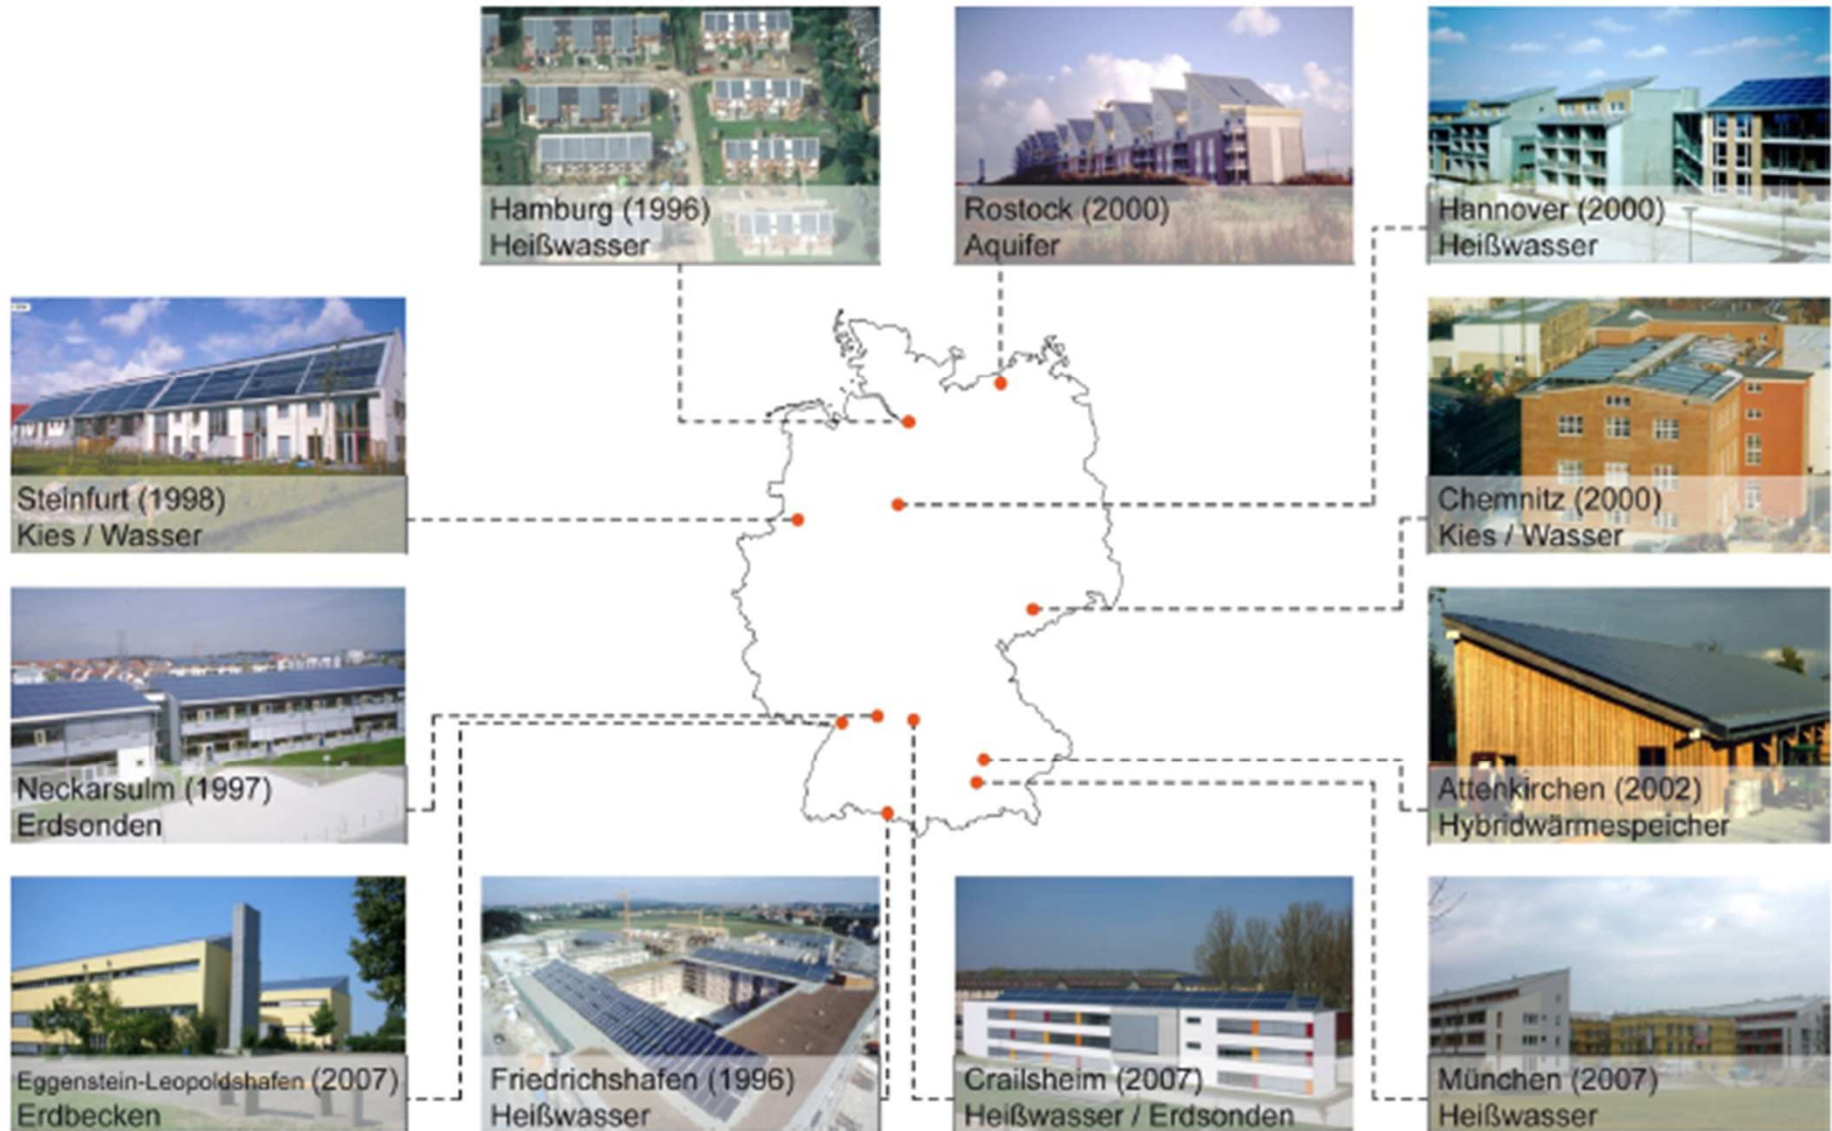 Hamburg (1996)
Heißwasser
Rostock (2000)
Aquifer
Hannover (2000)
Heißwasser
Steinfurt (1998)
Kies / Wasser
Chemnitz (2000)
Kies / Wasser
Neckarsulm (1997)
Erdsonden
Attenkirchen (2002)
Hybridwärmespeicher
Eggenstein-Leopoldshafen (2007)
Erdbecken
Friedrichshafen (1996)
Heißwasser
Crailsheim (2007)
Heißwasser / Erdsonden
München (2007)
Heißwasser